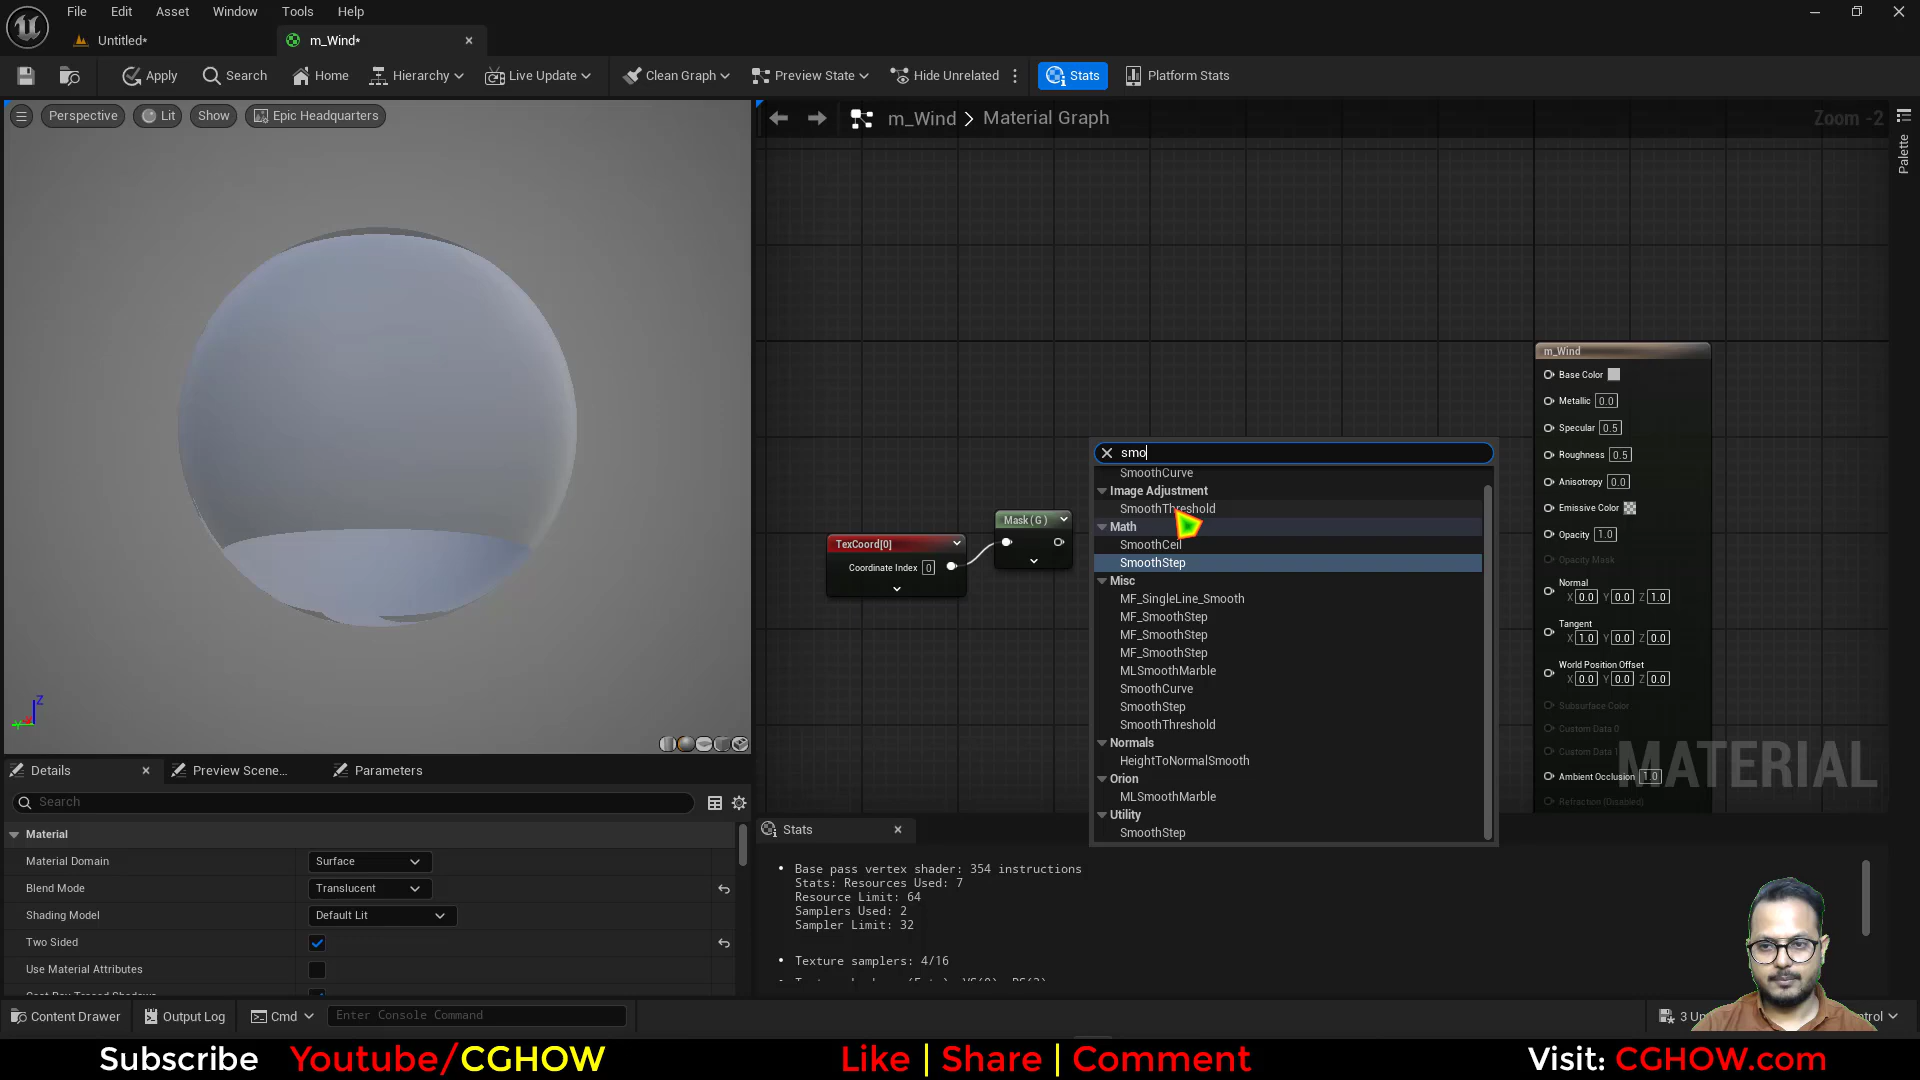 File Edit Asset Window Tools Help
Untitled* m_Wind*
Apply Search Home Hierarchy Live Update Clean Graph Preview State Hide Unrelated Stats Platform Stats
Perspective Lit Show Epic Headquarters
m_Wind > Material Graph
Zoom -2
Palette
m_Wind
Base Color
Metallic 0.0
Specular 0.5
Roughness 0.5
Anisotropy 0.0
Emissive Color
Opacity 1.0
Opacity Mask
Normal
X 0.0 Y 0.0 Z 1.0
Tangent
X 1.0 Y 0.0 Z 0.0
World Position Offset
X 0.0 Y 0.0 Z 0.0
Subsurface Color
Custom Data 0
Custom Data 1
Ambient Occlusion 1.0
Refraction (Disabled)
MATERIAL
TexCoord[0]
Coordinate Index 0
Mask ( G )
smo
SmoothCurve
Image Adjustment
SmoothThreshold
Math
SmoothCeil
SmoothStep
Misc
MF_SingleLine_Smooth
MF_SmoothStep
MF_SmoothStep
MF_SmoothStep
MLSmoothMarble
SmoothCurve
SmoothStep
SmoothThreshold
Normals
HeightToNormalSmooth
Orion
MLSmoothMarble
Utility
SmoothStep
Z
Y
Details Preview Scene... Parameters
Search
Material
Material Domain Surface
Blend Mode Translucent
Shading Model Default Lit
Two Sided
Use Material Attributes
Stats
Base pass vertex shader: 354 instructions
Stats: Resources Used: 7
Resource Limit: 64
Samplers Used: 2
Sampler Limit: 32
Texture samplers: 4/16
Content Drawer Output Log Cmd Enter Console Command
3 Un
Subscribe Youtube/CGHOW Like | Share | Comment Visit: CGHOW.com